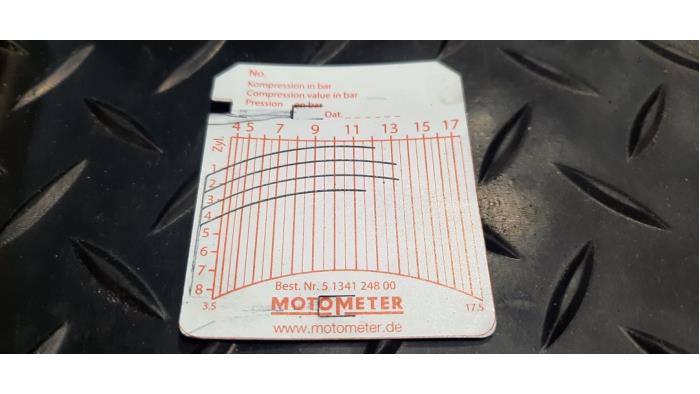 No.
Kompression in bar
Compression value in bar
Pression en bar
Dat.
4 5 7 9 11 13 15 17
Zyl.
1
2
3
4
5
6
7
8
3.5 17.5
Best. Nr. 5 1341 248 00
MOTOMETER
www.motometer.de